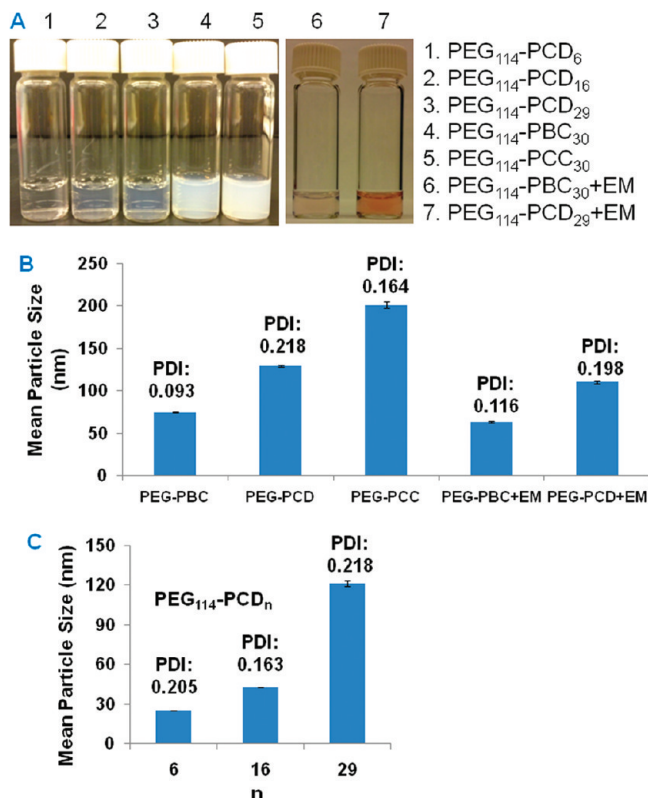 A 1 2 3 4 5 6 7
1. PEG114-PCD6
2. PEG114-PCD16
3. PEG114-PCD29
4. PEG114-PBC30
5. PEG114-PCC30
6. PEG114-PBC30+EM
7. PEG114-PCD29+EM
B
Mean Particle Size
(nm)
250
200
150
100
50
0
PDI:
0.093
PDI:
0.218
PDI:
0.164
PDI:
0.116
PDI:
0.198
PEG-PBC PEG-PCD PEG-PCC PEG-PBC+EM PEG-PCD+EM
C
Mean Particle Size (nm)
150
120
90
60
30
0
PEG114-PCDn
PDI:
0.205
PDI:
0.163
PDI:
0.218
6 16 29
n